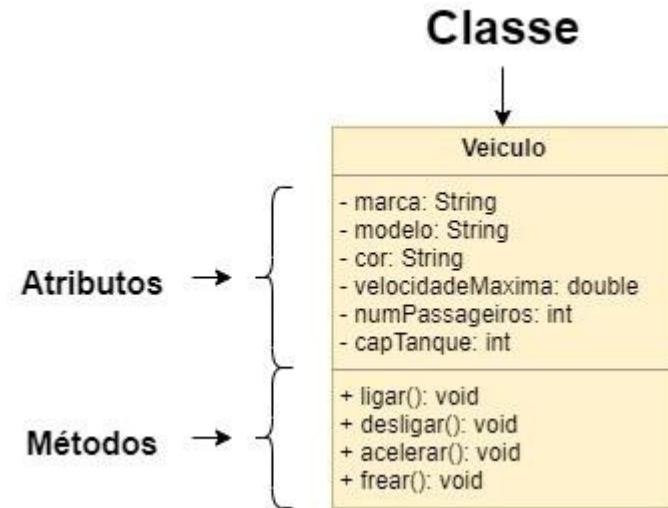 Classe
Veiculo
Atributos
- marca: String
- modelo: String
- cor: String
- velocidadeMaxima: double
- numPassageiros: int
- capTanque: int
Métodos
+ ligar(): void
+ desligar(): void
+ acelerar(): void
+ frear(): void